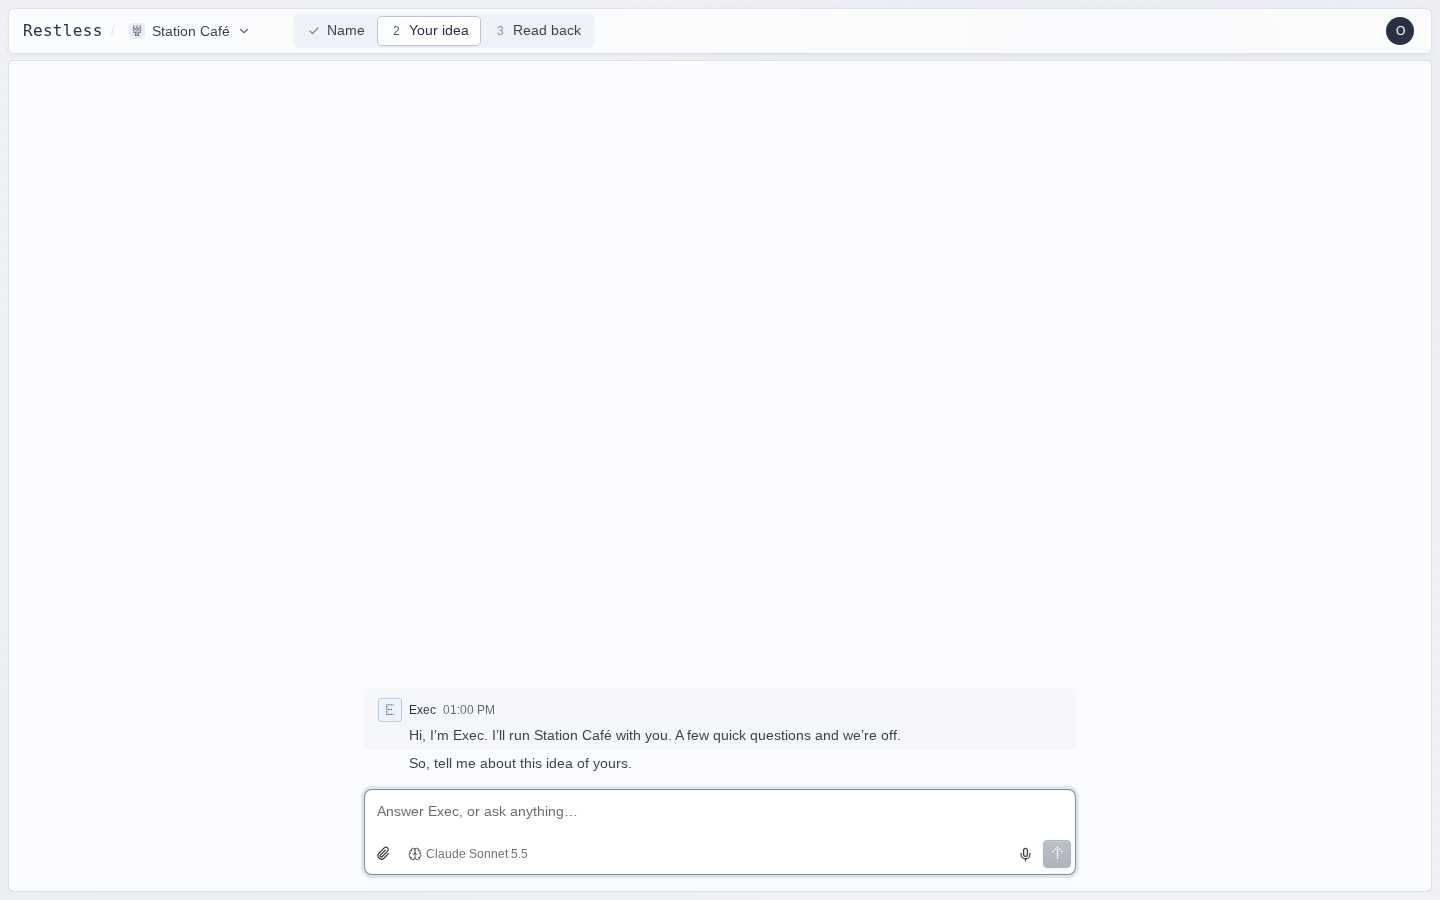 Restless / Station Café
Name
2 Your idea
3 Read back
O
E Exec 01:00 PM
Hi, I’m Exec. I’ll run Station Café with you. A few quick questions and we’re off.
So, tell me about this idea of yours.
Answer Exec, or ask anything…
Claude Sonnet 5.5